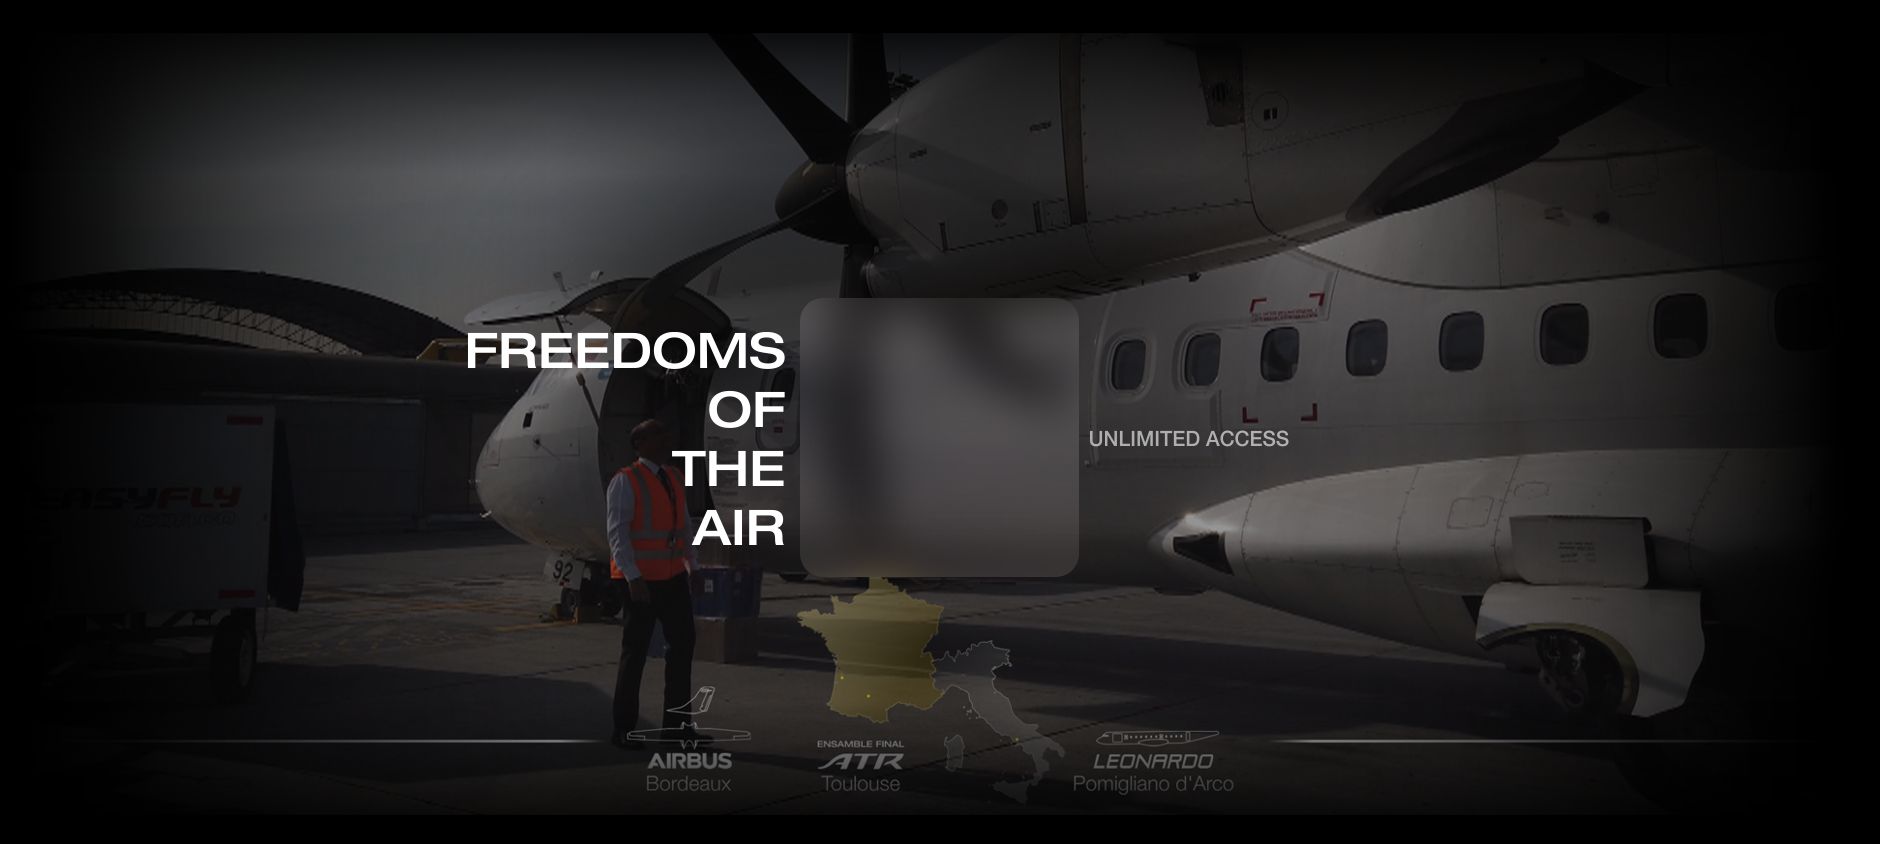 FREEDOMS
OF
THE
AIR
UNLIMITED ACCESS
EASYFLY
92
ENSAMBLE FINAL
AIRBUS
ATR
LEONARDO
Bordeaux
Toulouse
Pomigliano d'Arco